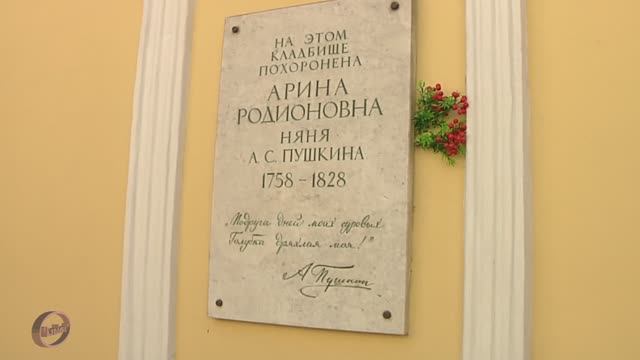 НА ЭТОМ
КЛАДБИЩЕ
ПОХОРОНЕНА
АРИНА
РОДИОНОВНА
НЯНЯ
А. С. ПУШКИНА
1758 – 1828
„Подруга дней моих суровых
Голубка дряхлая моя!"
А Пушкин